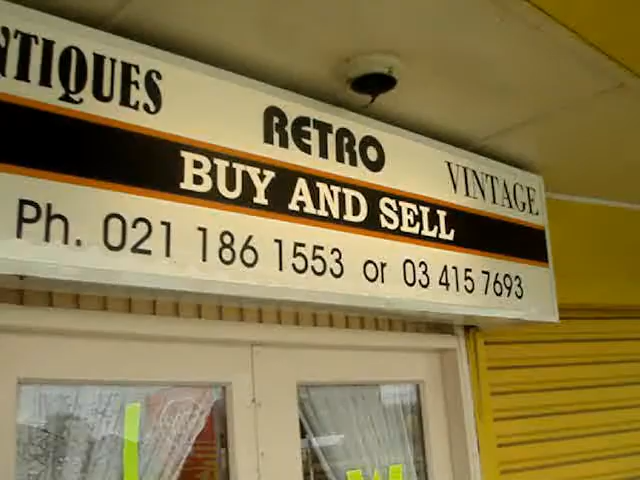 NTIQUES RETRO VINTAGE
BUY AND SELL
Ph. 021 186 1553 or 03 415 7693